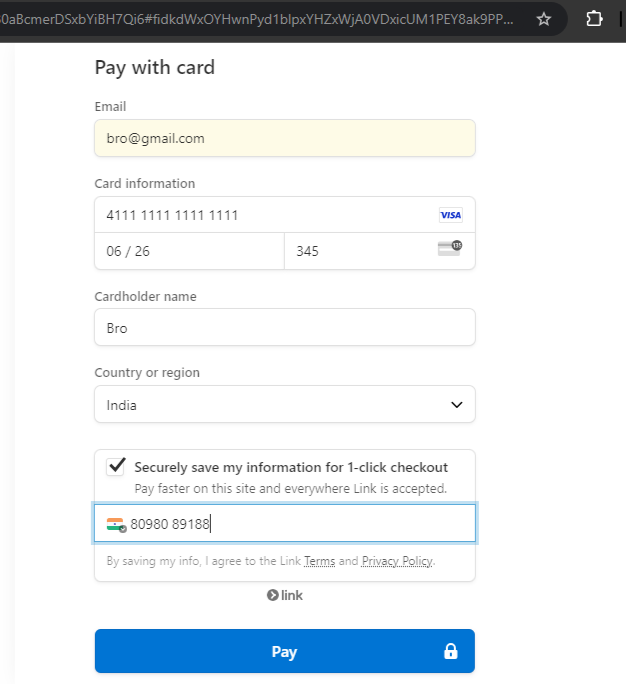 60aBcmerDSxbYiBH7Qi6#fidkdWxOYHwnPyd1blpxYHZxWjA0VDxicUM1PEY8ak9PP...
Pay with card
Email
bro@gmail.com
Card information
4111 1111 1111 1111 VISA
06 / 26 345 135
Cardholder name
Bro
Country or region
India
Securely save my information for 1-click checkout
Pay faster on this site and everywhere Link is accepted.
80980 89188
By saving my info, I agree to the Link Terms and Privacy Policy.
link
Pay